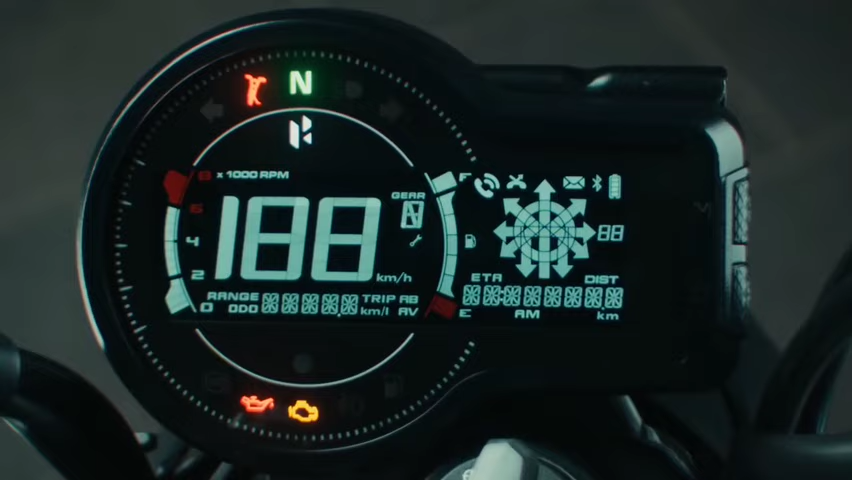 N
8 x 1000 RPM
6
4
2
0
188
km/h
GEAR
N
RANGE
ODO
TRIP AB
km/l AV
F
E
88
ETA
DIST
AM
km